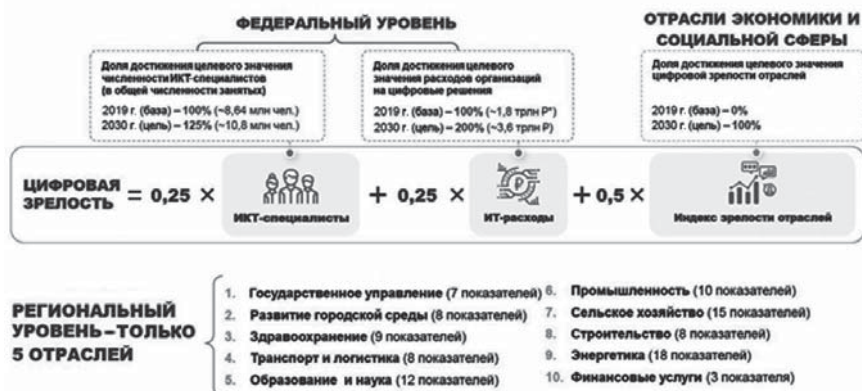 ФЕДЕРАЛЬНЫЙ УРОВЕНЬ
ОТРАСЛИ ЭКОНОМИКИ И
СОЦИАЛЬНОЙ СФЕРЫ
Доля достижения целевого значения
численности ИКТ-специалистов
(в общей численности занятых)
2019 г. (база) – 100% (~8,64 млн чел.)
2030 г. (цель) – 125% (~10,8 млн чел.)
Доля достижения целевого
значения расходов организаций
на цифровые решения
2019 г. (база) – 100% (~1,8 трлн Р*)
2030 г. (цель) – 200% (~3,6 трлн Р)
Доля достижения целевого значения
цифровой зрелости отраслей
2019 г. (база) – 0%
2030 г. (цель) – 100%
ЦИФРОВАЯ
ЗРЕЛОСТЬ = 0,25 × ИКТ-специалисты + 0,25 × ИТ-расходы + 0,5 × Индекс зрелости отраслей
РЕГИОНАЛЬНЫЙ
УРОВЕНЬ – ТОЛЬКО
5 ОТРАСЛЕЙ
1. Государственное управление (7 показателей)
2. Развитие городской среды (8 показателей)
3. Здравоохранение (9 показателей)
4. Транспорт и логистика (8 показателей)
5. Образование и наука (12 показателей)
6. Промышленность (10 показателей)
7. Сельское хозяйство (15 показателей)
8. Строительство (8 показателей)
9. Энергетика (18 показателей)
10. Финансовые услуги (3 показателя)